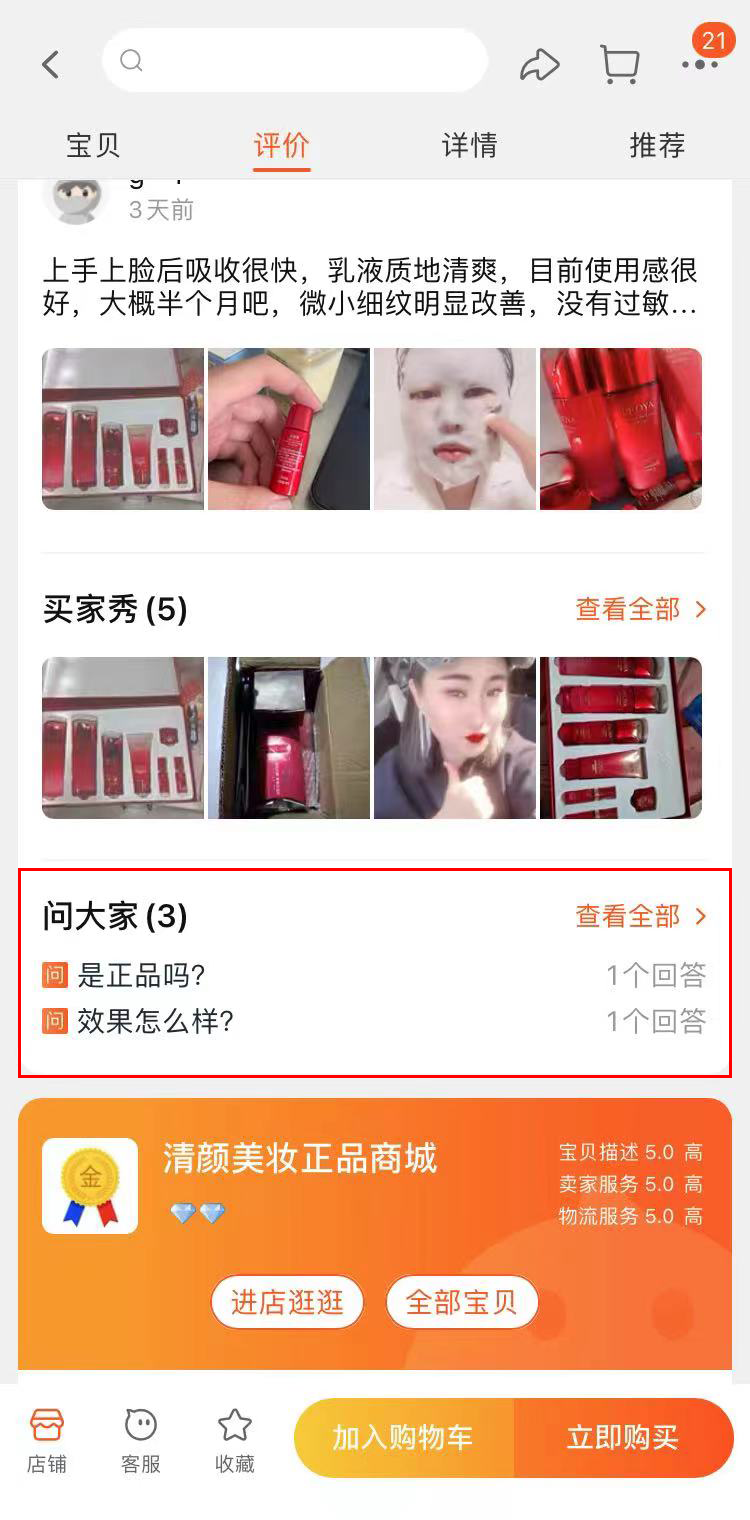 21
宝贝
评价
详情
推荐
3天前
上手上脸后吸收很快，乳液质地清爽，目前使用感很
好，大概半个月吧，微小细纹明显改善，没有过敏...
买家秀(5)
查看全部
问大家(3)
查看全部
问 是正品吗?
1个回答
问 效果怎么样?
1个回答
金
清颜美妆正品商城
宝贝描述 5.0 高
卖家服务 5.0 高
物流服务 5.0 高
进店逛逛
全部宝贝
店铺
客服
收藏
加入购物车
立即购买